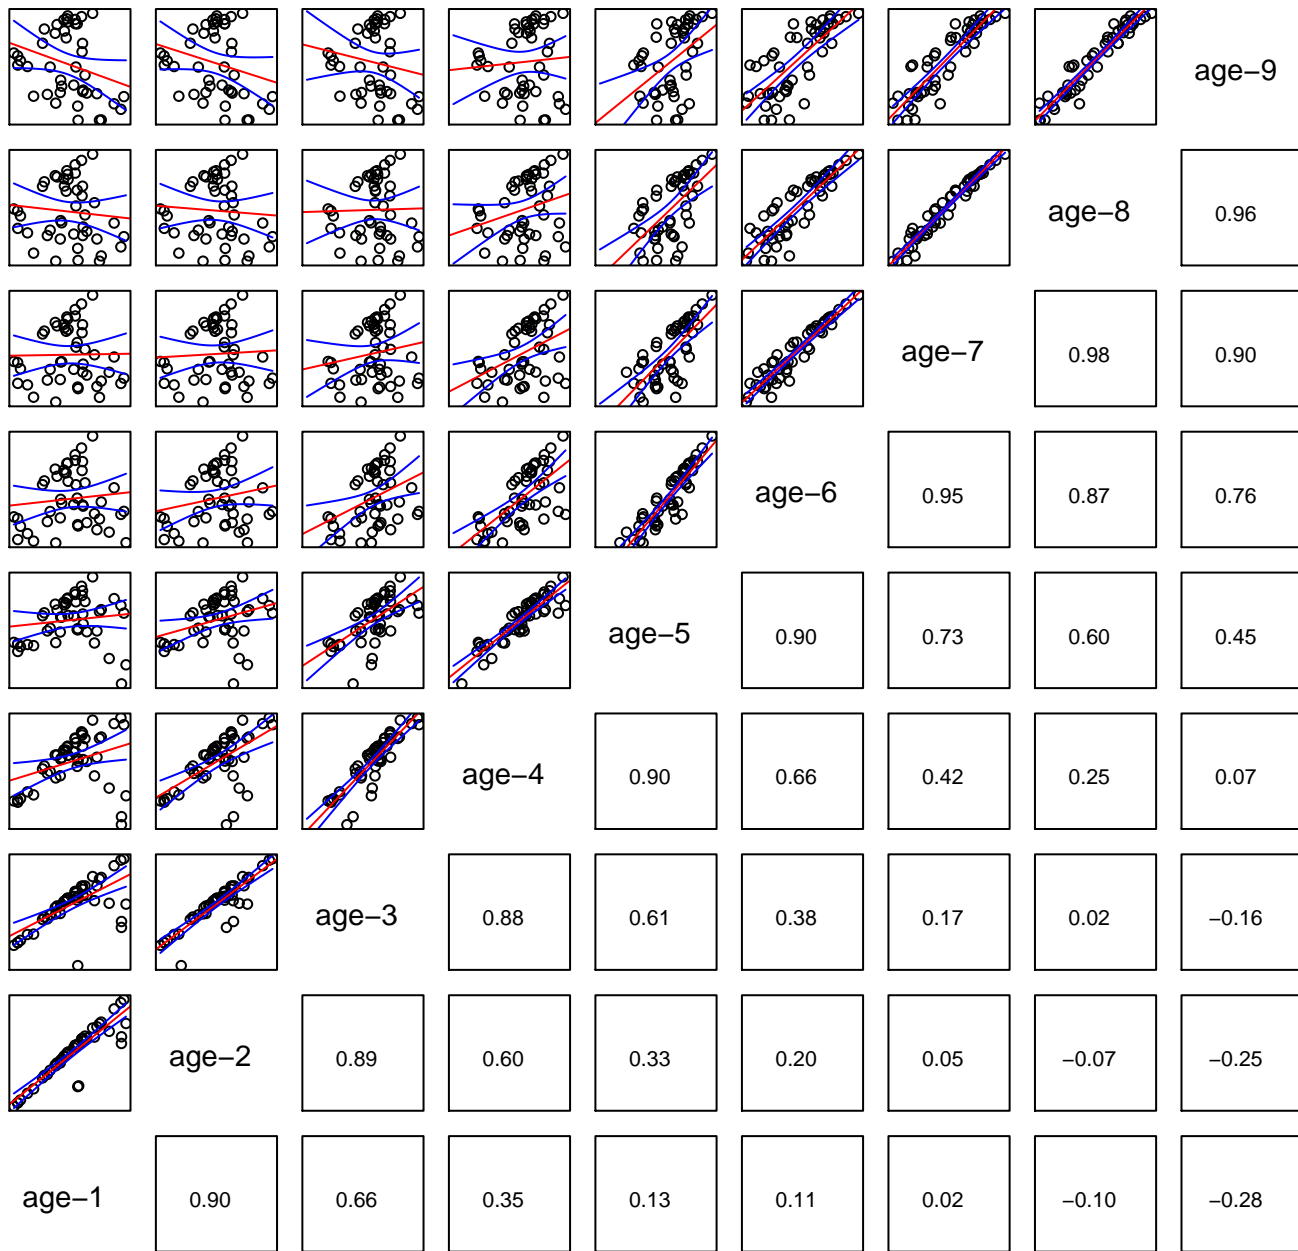 age−9
age−8 0.96
age−7 0.98 0.90
age−6 0.95 0.87 0.76
age−5 0.90 0.73 0.60 0.45
age−4 0.90 0.66 0.42 0.25 0.07
age−3 0.88 0.61 0.38 0.17 0.02 −0.16
age−2 0.89 0.60 0.33 0.20 0.05 −0.07 −0.25
age−1 0.90 0.66 0.35 0.13 0.11 0.02 −0.10 −0.28